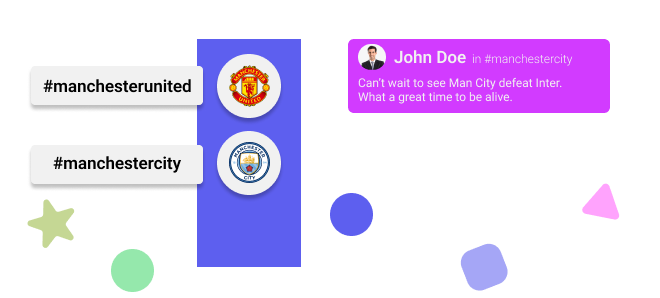 #manchesterunited
MANCHESTER
UNITED
#manchestercity
MANCHESTER
CITY
John Doe in #manchestercity
Can't wait to see Man City defeat Inter.
What a great time to be alive.